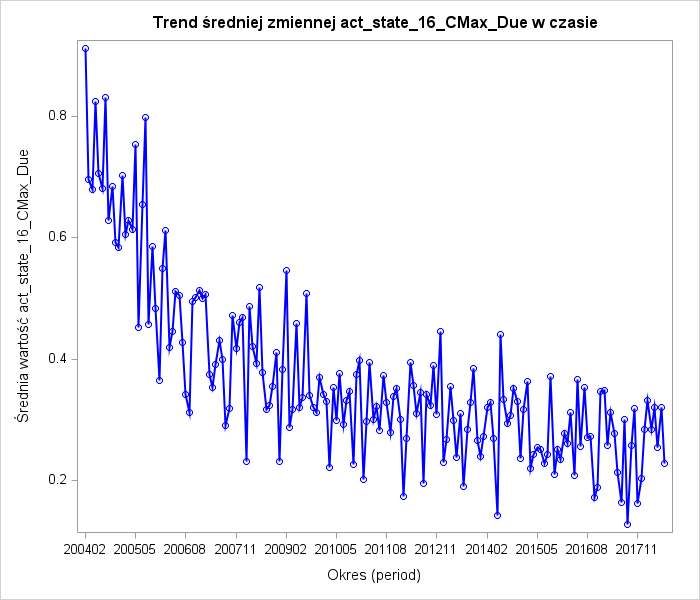 Trend średniej zmiennej act_state_16_CMax_Due w czasie
Średnia wartość act_state_16_CMax_Due
0.8
0.6
0.4
0.2
200402 200505 200608 200711 200902 201005 201108 201211 201402 201505 201608 201711
Okres (period)